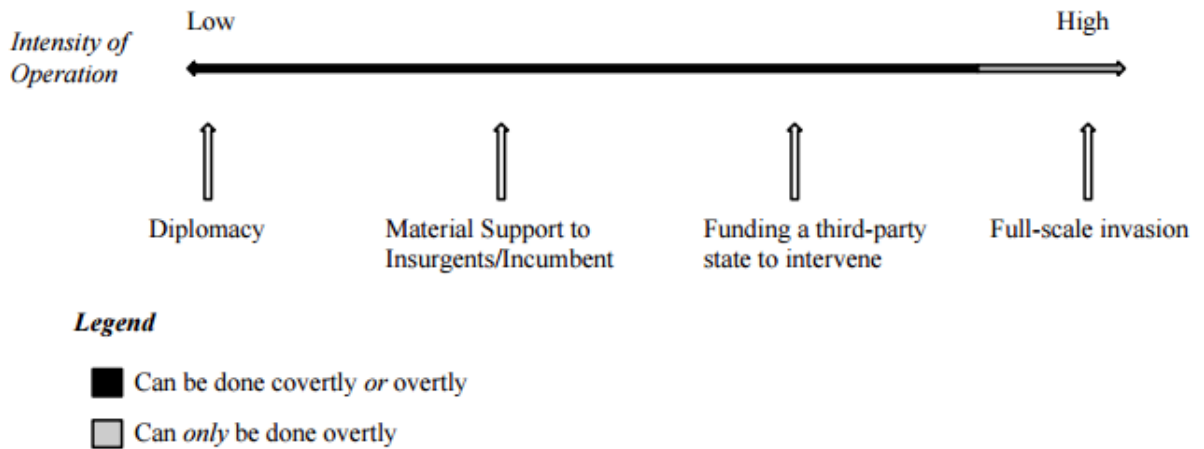 Low
High
Intensity of
Operation
Diplomacy
Material Support to
Insurgents/Incumbent
Funding a third-party
state to intervene
Full-scale invasion
Legend
Can be done covertly or overtly
Can only be done overtly